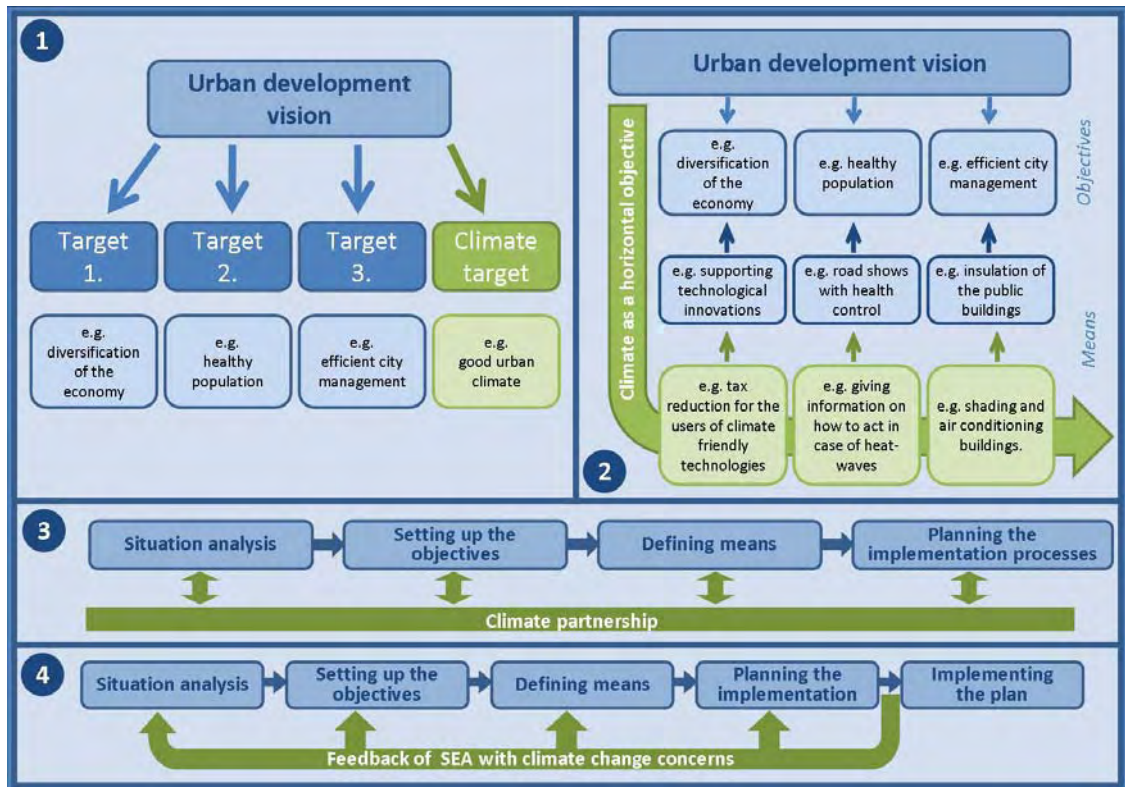 1
Urban development
vision
Target
1.
Target
2.
Target
3.
Climate
target
e.g.
diversification
of the
economy
e.g.
healthy
population
e.g.
efficient city
management
e.g.
good urban
climate
2
Urban development vision
Climate as a horizontal objective
e.g.
diversification
of the
economy
e.g. healthy
population
e.g. efficient city
management
Objectives
e.g. supporting
technological
innovations
e.g. road shows
with health
control
e.g. insulation of
the public
buildings
Means
e.g. tax
reduction for the
users of climate
friendly
technologies
e.g. giving
information on
how to act in
case of heat-
waves
e.g. shading and
air conditioning
buildings.
3
Situation analysis
Setting up the
objectives
Defining means
Planning the
implementation processes
Climate partnership
4
Situation analysis
Setting up the
objectives
Defining means
Planning the
implementation
Implementing
the plan
Feedback of SEA with climate change concerns